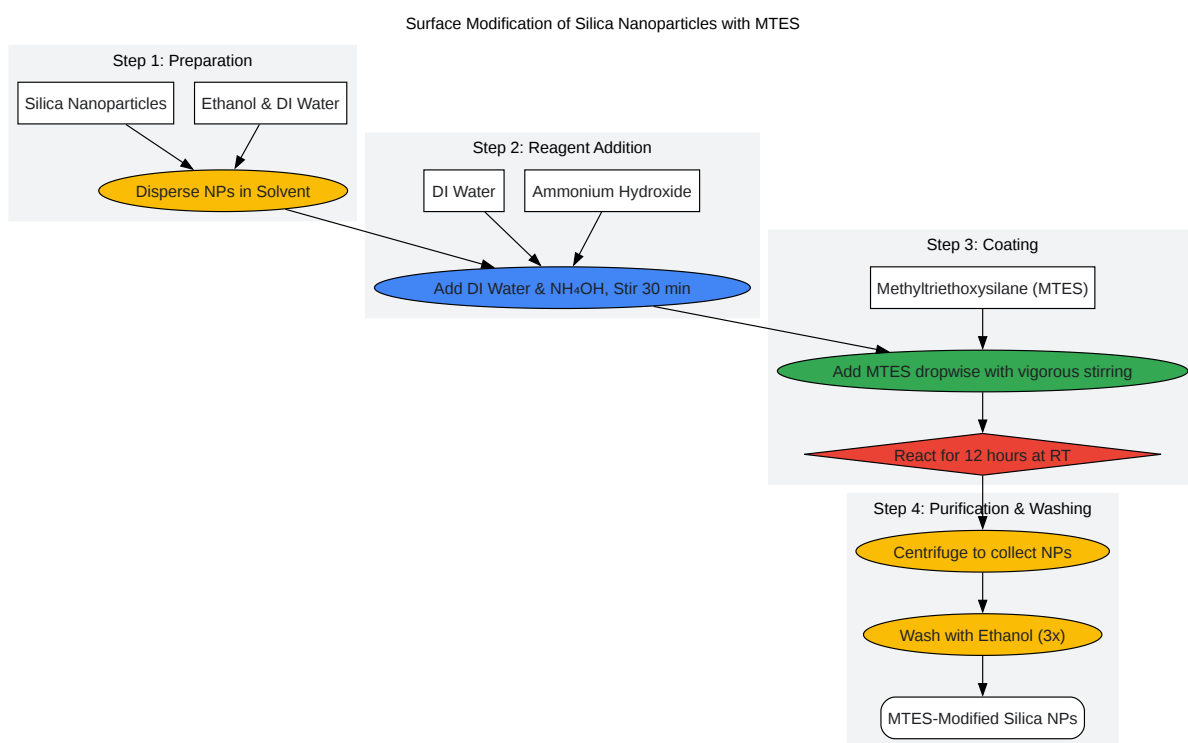 Surface Modification of Silica Nanoparticles with MTES
Step 1: Preparation
Silica Nanoparticles
Ethanol & DI Water
Disperse NPs in Solvent
Step 2: Reagent Addition
DI Water
Ammonium Hydroxide
Add DI Water & NH₄OH, Stir 30 min
Step 3: Coating
Methyltriethoxysilane (MTES)
Add MTES dropwise with vigorous stirring
React for 12 hours at RT
Step 4: Purification & Washing
Centrifuge to collect NPs
Wash with Ethanol (3x)
MTES-Modified Silica NPs